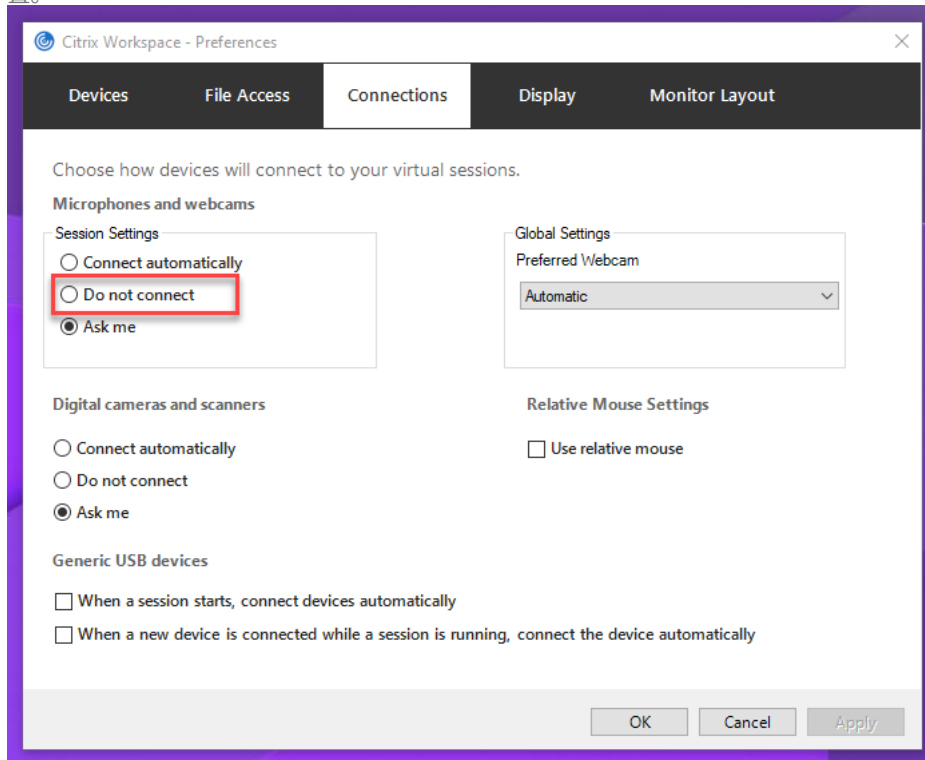 置。
Citrix Workspace - Preferences
Devices File Access Connections Display Monitor Layout
Choose how devices will connect to your virtual sessions.
Microphones and webcams
Session Settings
Connect automatically
Do not connect
Ask me
Global Settings
Preferred Webcam
Automatic
Digital cameras and scanners
Connect automatically
Do not connect
Ask me
Relative Mouse Settings
Use relative mouse
Generic USB devices
When a session starts, connect devices automatically
When a new device is connected while a session is running, connect the device automatically
OK Cancel Apply